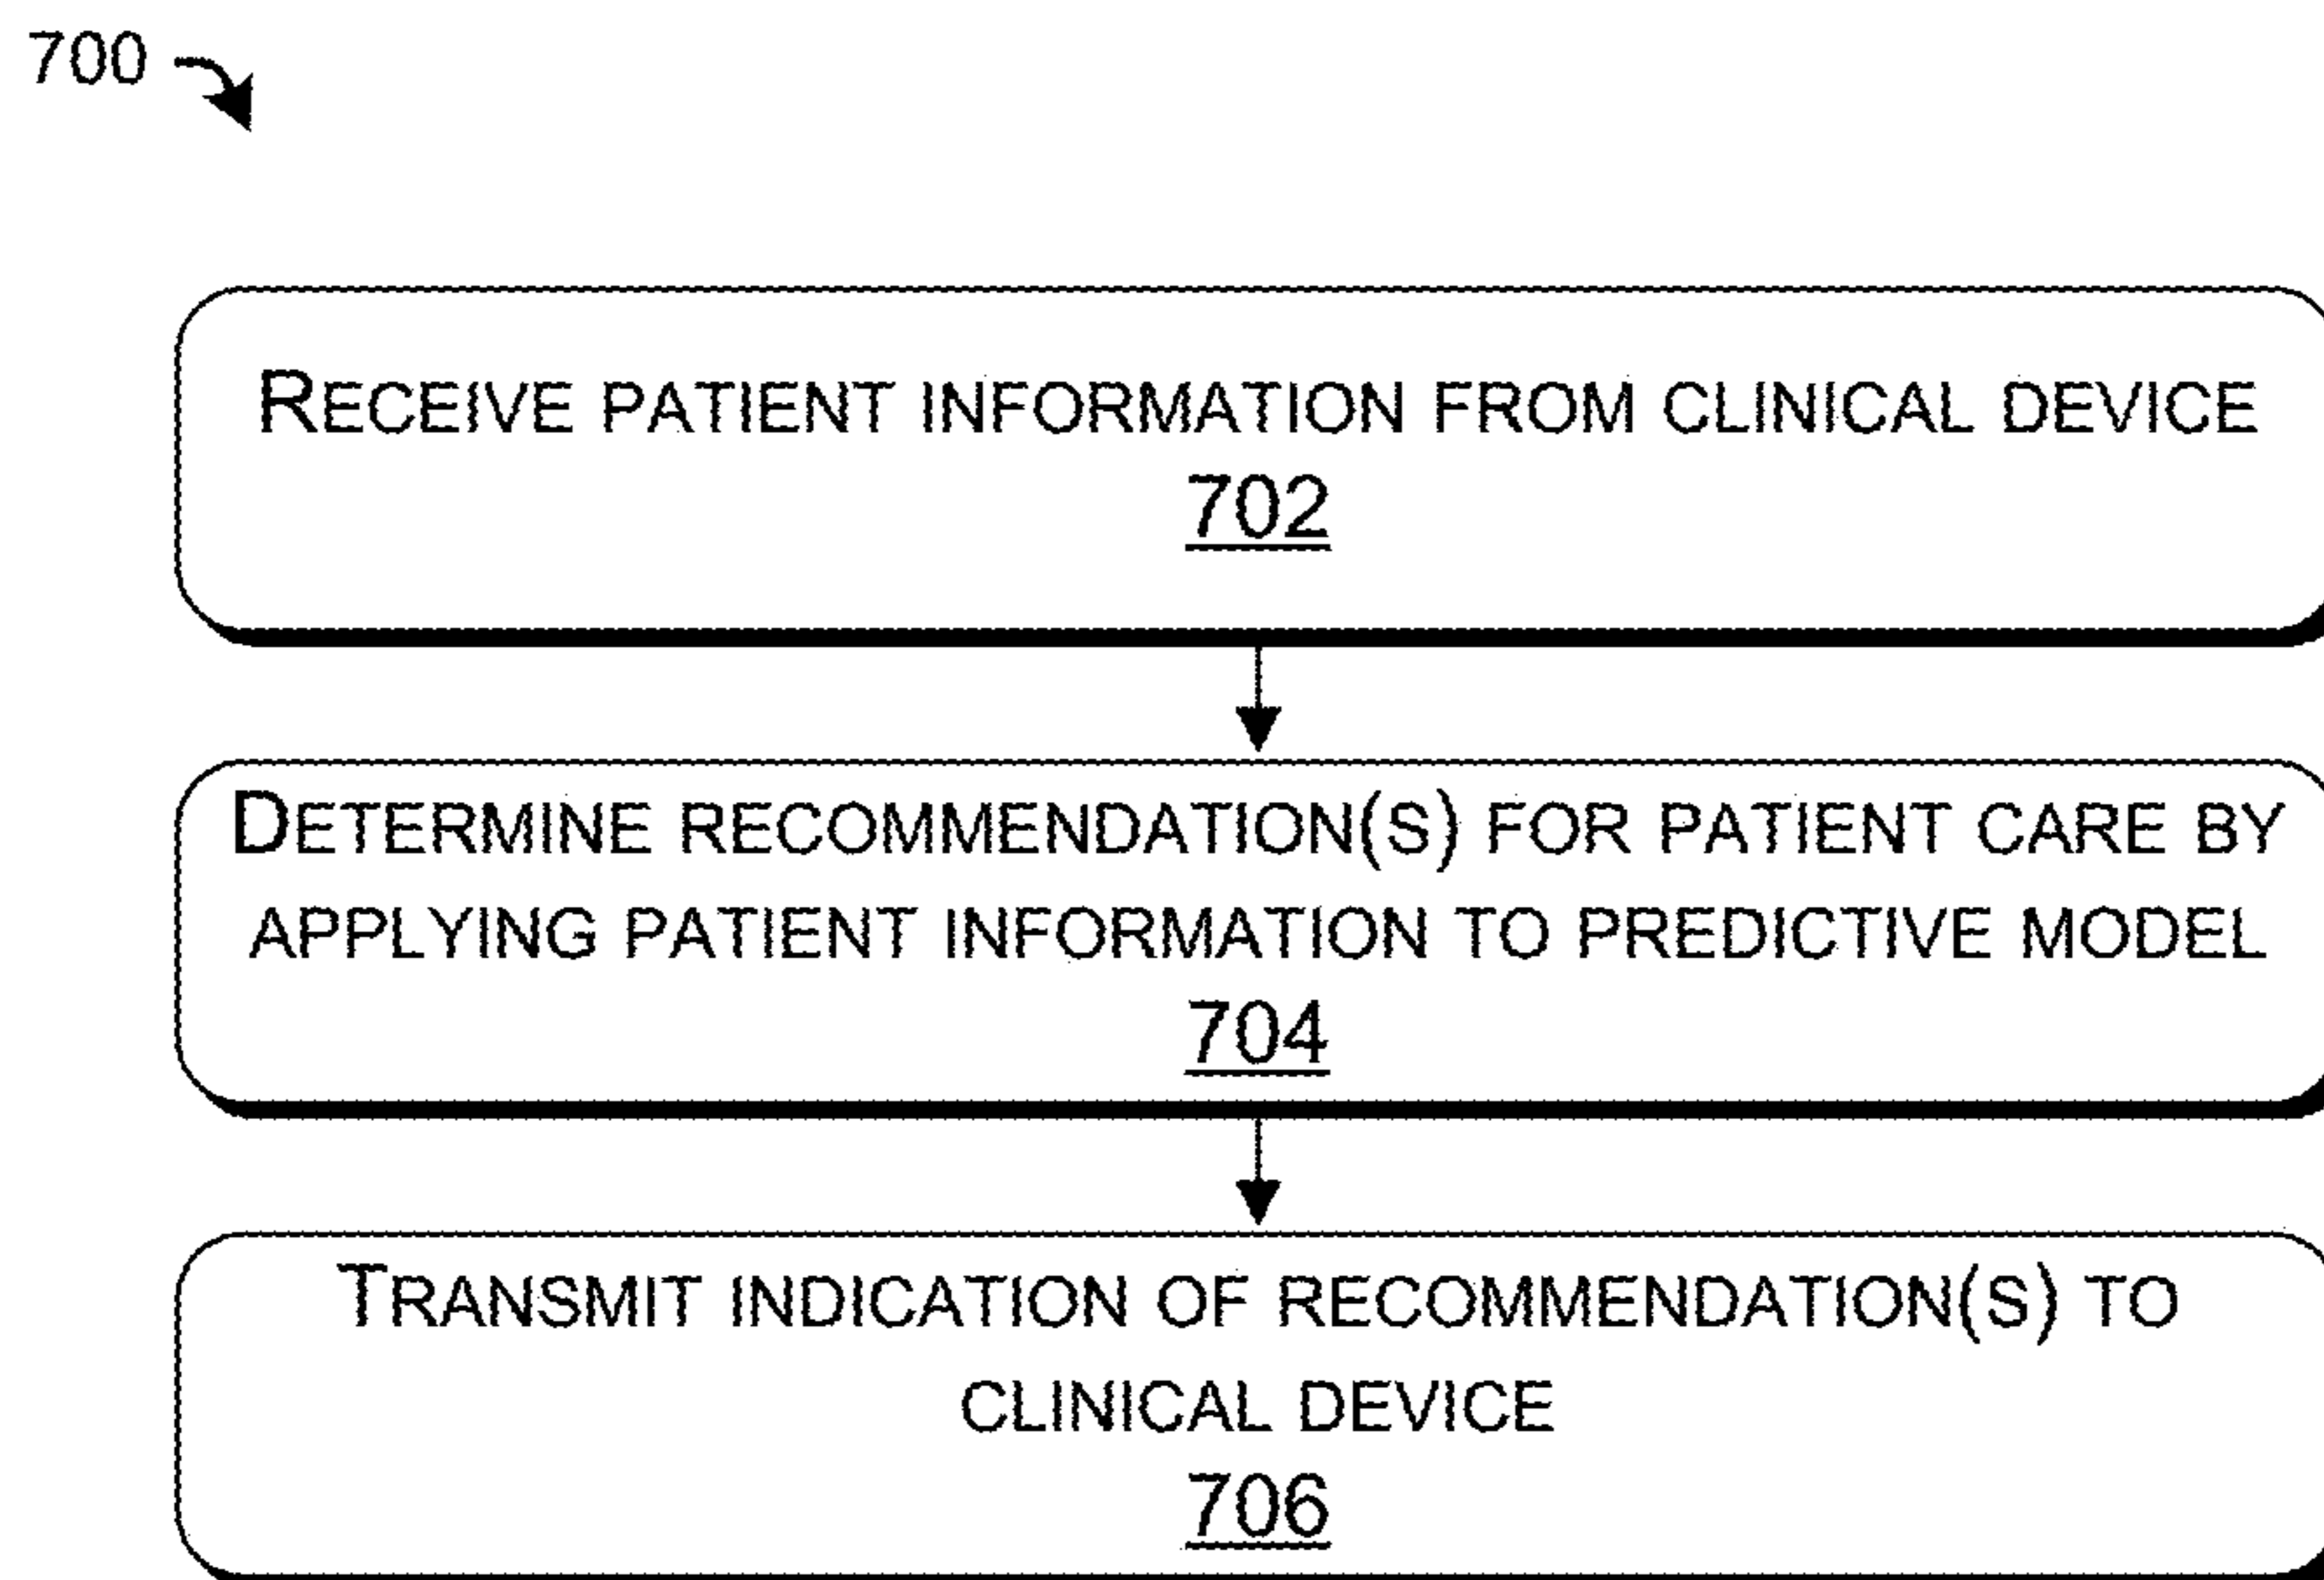 700
RECEIVE PATIENT INFORMATION FROM CLINICAL DEVICE
702
DETERMINE RECOMMENDATION(S) FOR PATIENT CARE BY
APPLYING PATIENT INFORMATION TO PREDICTIVE MODEL
704
TRANSMIT INDICATION OF RECOMMENDATION(S) TO
CLINICAL DEVICE
706